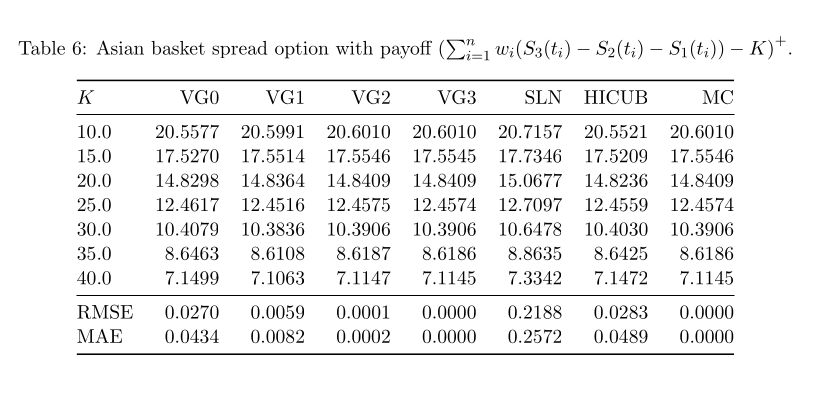 Table 6: Asian basket spread option with payoff (∑ⁿᵢ₌₁ wᵢ(S₃(tᵢ) − S₂(tᵢ) − S₁(tᵢ)) − K)⁺.
K VG0 VG1 VG2 VG3 SLN HICUB MC
10.0 20.5577 20.5991 20.6010 20.6010 20.7157 20.5521 20.6010
15.0 17.5270 17.5514 17.5546 17.5545 17.7346 17.5209 17.5546
20.0 14.8298 14.8364 14.8409 14.8409 15.0677 14.8236 14.8409
25.0 12.4617 12.4516 12.4575 12.4574 12.7097 12.4559 12.4574
30.0 10.4079 10.3836 10.3906 10.3906 10.6478 10.4030 10.3906
35.0 8.6463 8.6108 8.6187 8.6186 8.8635 8.6425 8.6186
40.0 7.1499 7.1063 7.1147 7.1145 7.3342 7.1472 7.1145
RMSE 0.0270 0.0059 0.0001 0.0000 0.2188 0.0283 0.0000
MAE 0.0434 0.0082 0.0002 0.0000 0.2572 0.0489 0.0000